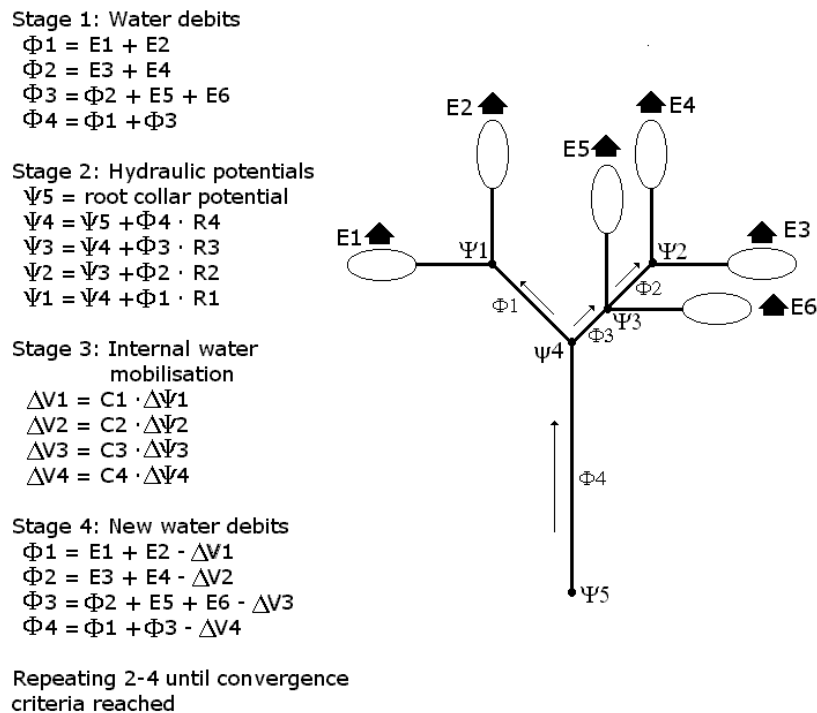 Stage 1: Water debits
Φ1 = E1 + E2
Φ2 = E3 + E4
Φ3 = Φ2 + E5 + E6
Φ4 = Φ1 + Φ3
Stage 2: Hydraulic potentials
Ψ5 = root collar potential
Ψ4 = Ψ5 + Φ4 · R4
Ψ3 = Ψ4 + Φ3 · R3
Ψ2 = Ψ3 + Φ2 · R2
Ψ1 = Ψ4 + Φ1 · R1
Stage 3: Internal water
mobilisation
ΔV1 = C1 · ΔΨ1
ΔV2 = C2 · ΔΨ2
ΔV3 = C3 · ΔΨ3
ΔV4 = C4 · ΔΨ4
Stage 4: New water debits
Φ1 = E1 + E2 - ΔV1
Φ2 = E3 + E4 - ΔV2
Φ3 = Φ2 + E5 + E6 - ΔV3
Φ4 = Φ1 + Φ3 - ΔV4
Repeating 2-4 until convergence
criteria reached
E2
E4
E5
E1
E3
Ψ1
Ψ2
Φ2
Φ1
E6
Ψ3
Φ3
Ψ4
Φ4
Ψ5